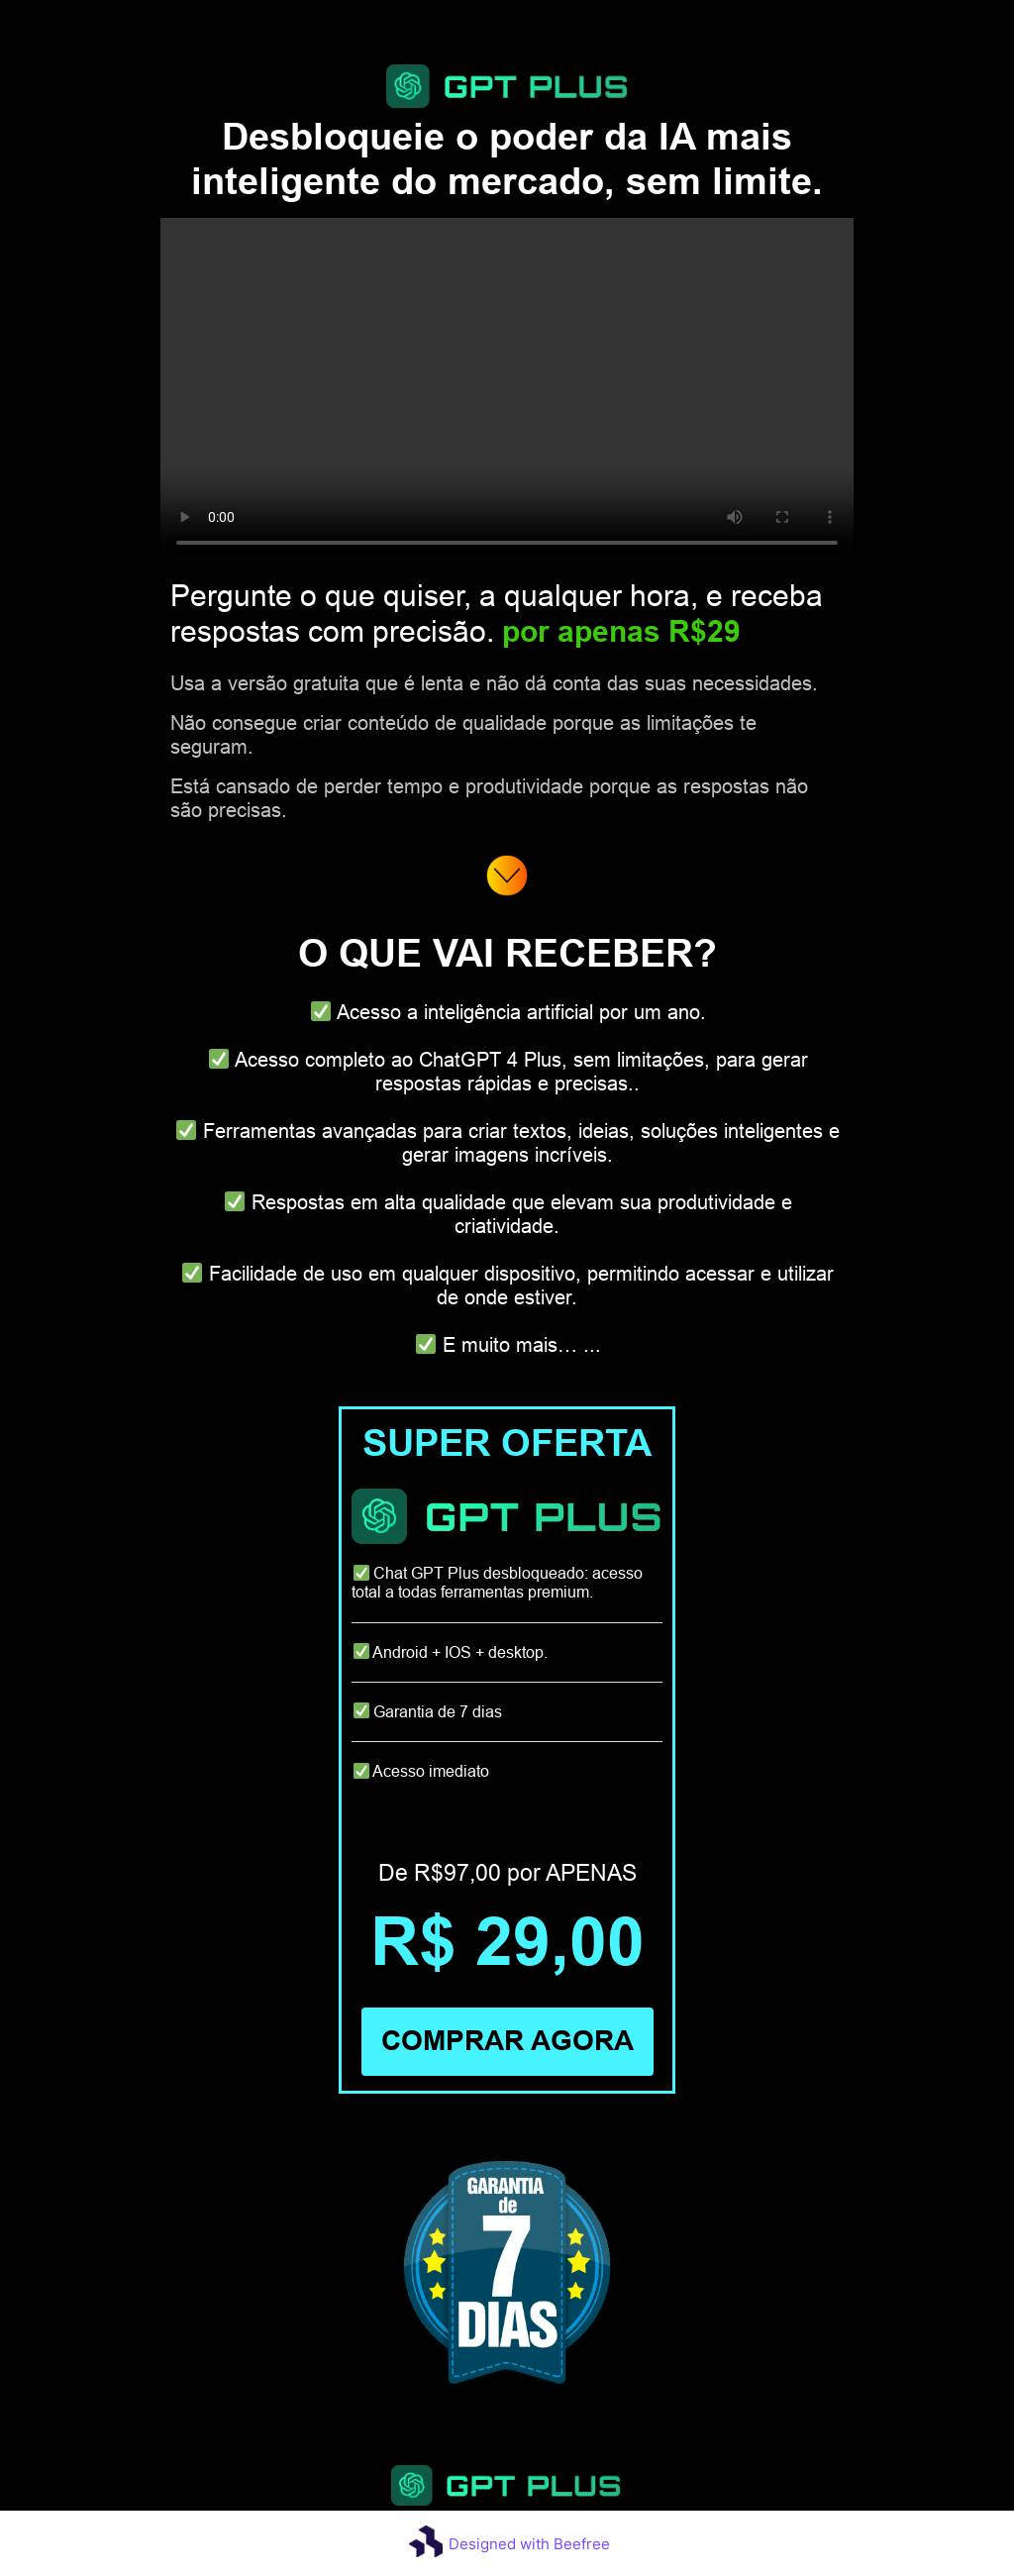 GPT PLUS
Desbloqueie o poder da IA mais
inteligente do mercado, sem limite.
0:00
Pergunte o que quiser, a qualquer hora, e receba
respostas com precisão. por apenas R$29
Usa a versão gratuita que é lenta e não dá conta das suas necessidades.
Não consegue criar conteúdo de qualidade porque as limitações te
seguram.
Está cansado de perder tempo e produtividade porque as respostas não
são precisas.
O QUE VAI RECEBER?
✅ Acesso a inteligência artificial por um ano.
✅ Acesso completo ao ChatGPT 4 Plus, sem limitações, para gerar
respostas rápidas e precisas..
✅ Ferramentas avançadas para criar textos, ideias, soluções inteligentes e
gerar imagens incríveis.
✅ Respostas em alta qualidade que elevam sua produtividade e
criatividade.
✅ Facilidade de uso em qualquer dispositivo, permitindo acessar e utilizar
de onde estiver.
✅ E muito mais… ...
SUPER OFERTA
GPT PLUS
✅ Chat GPT Plus desbloqueado: acesso
total a todas ferramentas premium.
✅ Android + IOS + desktop.
✅ Garantia de 7 dias
✅ Acesso imediato
De R$97,00 por APENAS
R$ 29,00
COMPRAR AGORA
GARANTIA
de
7
DIAS
GPT PLUS
Designed with Beefree